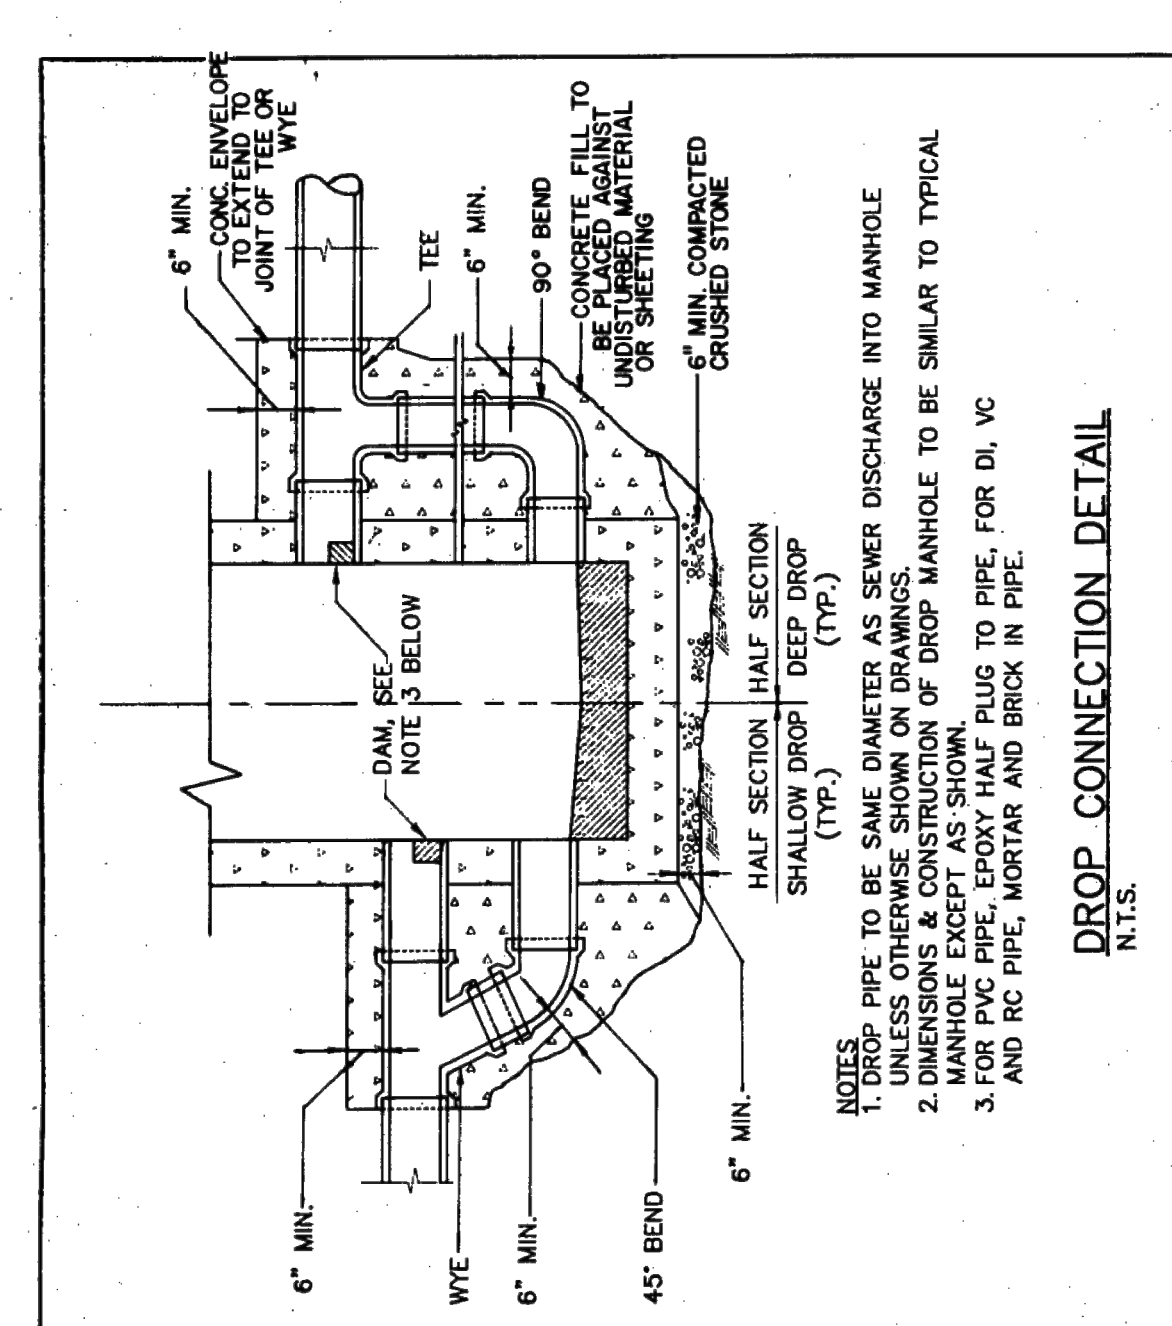 6" MIN.
CONC. ENVELOPE
TO EXTEND TO
JOINT OF TEE OR
WYE
TEE
6" MIN.
90° BEND
CONCRETE FILL TO
BE PLACED AGAINST
UNDISTURBED MATERIAL
OR SHEETING
6" MIN. COMPACTED
CRUSHED STONE
DAM, SEE
NOTE 3 BELOW
6" MIN.
WYE
6" MIN.
45° BEND
6" MIN.
HALF SECTION
SHALLOW DROP
(TYP.)
HALF SECTION
DEEP DROP
(TYP.)
NOTES
1. DROP PIPE TO BE SAME DIAMETER AS SEWER DISCHARGE INTO MANHOLE
UNLESS OTHERWISE SHOWN ON DRAWINGS.
2. DIMENSIONS & CONSTRUCTION OF DROP MANHOLE TO BE SIMILAR TO TYPICAL
MANHOLE EXCEPT AS SHOWN.
3. FOR PVC PIPE, EPOXY HALF PLUG TO PIPE, FOR DI, VC
AND RC PIPE, MORTAR AND BRICK IN PIPE.
DROP CONNECTION DETAIL
N.T.S.